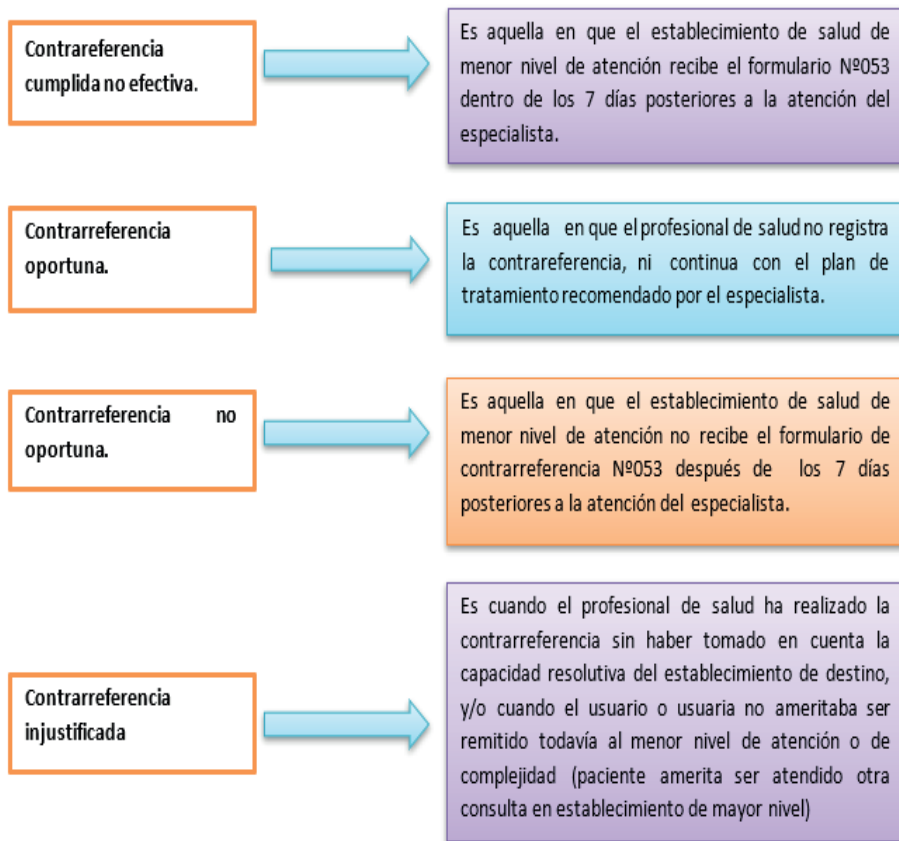 Contrareferencia
cumplida no efectiva.
Es aquella en que el establecimiento de salud de
menor nivel de atención recibe el formulario Nº053
dentro de los 7 días posteriores a la atención del
especialista.
Contrarreferencia
oportuna.
Es aquella en que el profesional de salud no registra
la contrareferencia, ni continua con el plan de
tratamiento recomendado por el especialista.
Contrarreferencia no
oportuna.
Es aquella en que el establecimiento de salud de
menor nivel de atención no recibe el formulario de
contrarreferencia Nº053 después de los 7 días
posteriores a la atención del especialista.
Contrarreferencia
injustificada
Es cuando el profesional de salud ha realizado la
contrarreferencia sin haber tomado en cuenta la
capacidad resolutiva del establecimiento de destino,
y/o cuando el usuario o usuaria no ameritaba ser
remitido todavía al menor nivel de atención o de
complejidad (paciente amerita ser atendido otra
consulta en establecimiento de mayor nivel)